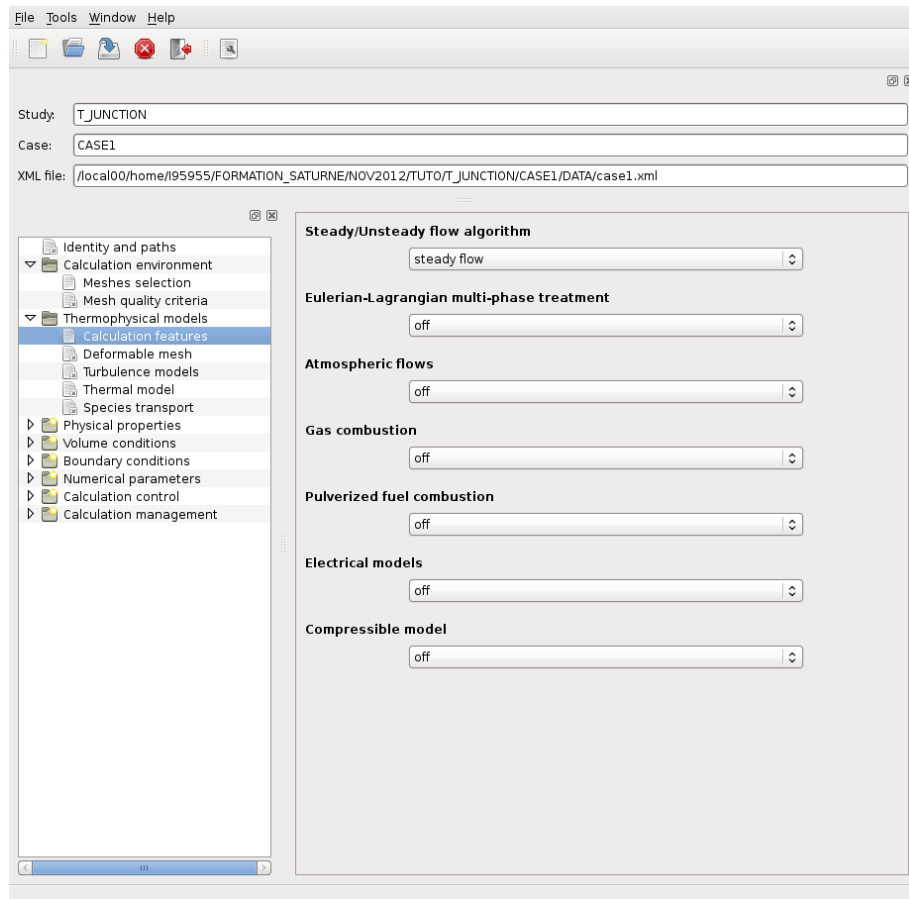 File Tools Window Help
Study: T_JUNCTION
Case: CASE1
XML file: /local00/home/I95955/FORMATION_SATURNE/NOV2012/TUTO/T_JUNCTION/CASE1/DATA/case1.xml
Identity and paths
Calculation environment
Meshes selection
Mesh quality criteria
Thermophysical models
Calculation features
Deformable mesh
Turbulence models
Thermal model
Species transport
Physical properties
Volume conditions
Boundary conditions
Numerical parameters
Calculation control
Calculation management
Steady/Unsteady flow algorithm
steady flow
Eulerian-Lagrangian multi-phase treatment
off
Atmospheric flows
off
Gas combustion
off
Pulverized fuel combustion
off
Electrical models
off
Compressible model
off